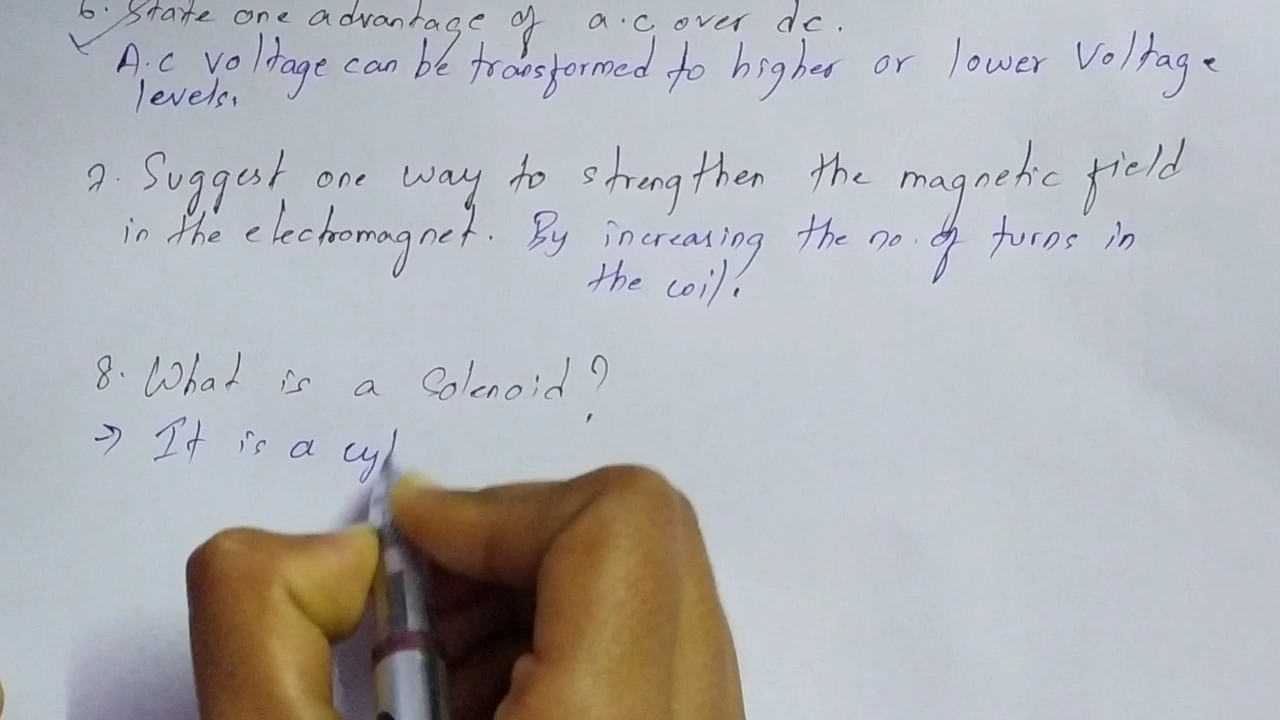 6. State one advantage of a.c over dc.
A.c voltage can be transformed to higher or lower voltage
levels.
7. Suggest one way to strengthen the magnetic field
in the electromagnet. By increasing the no. of turns in
the coil.
8. What is a Solenoid?
→ It is a cyl